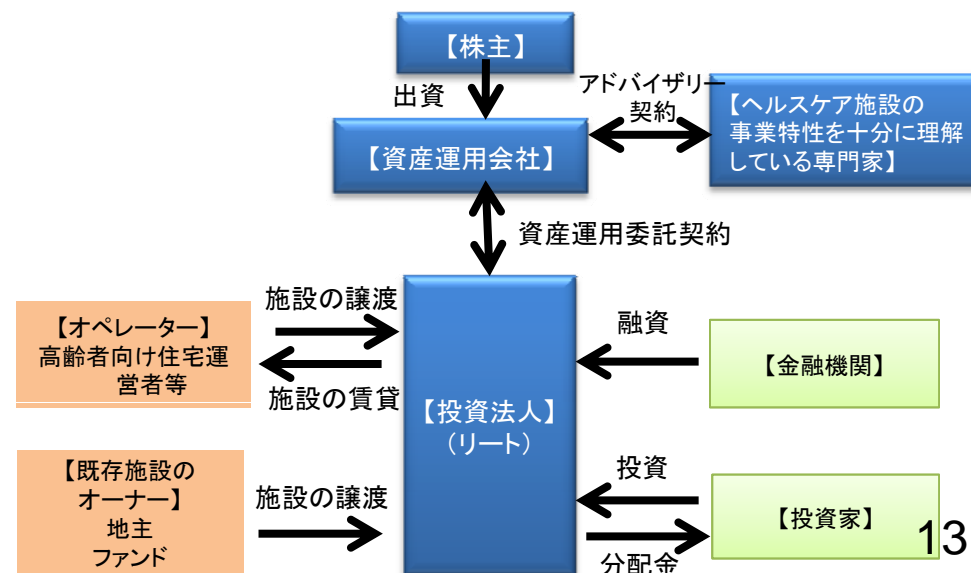 【株主】
出資
アドバイザリー
契約
【資産運用会社】
【ヘルスケア施設の
事業特性を十分に理解
している専門家】
資産運用委託契約
施設の譲渡
【オペレーター】
高齢者向け住宅運
営者等
施設の賃貸
【投資法人】
(リート)
融資
【金融機関】
【既存施設の
オーナー】
地主
ファンド
施設の譲渡
投資
【投資家】
分配金
13